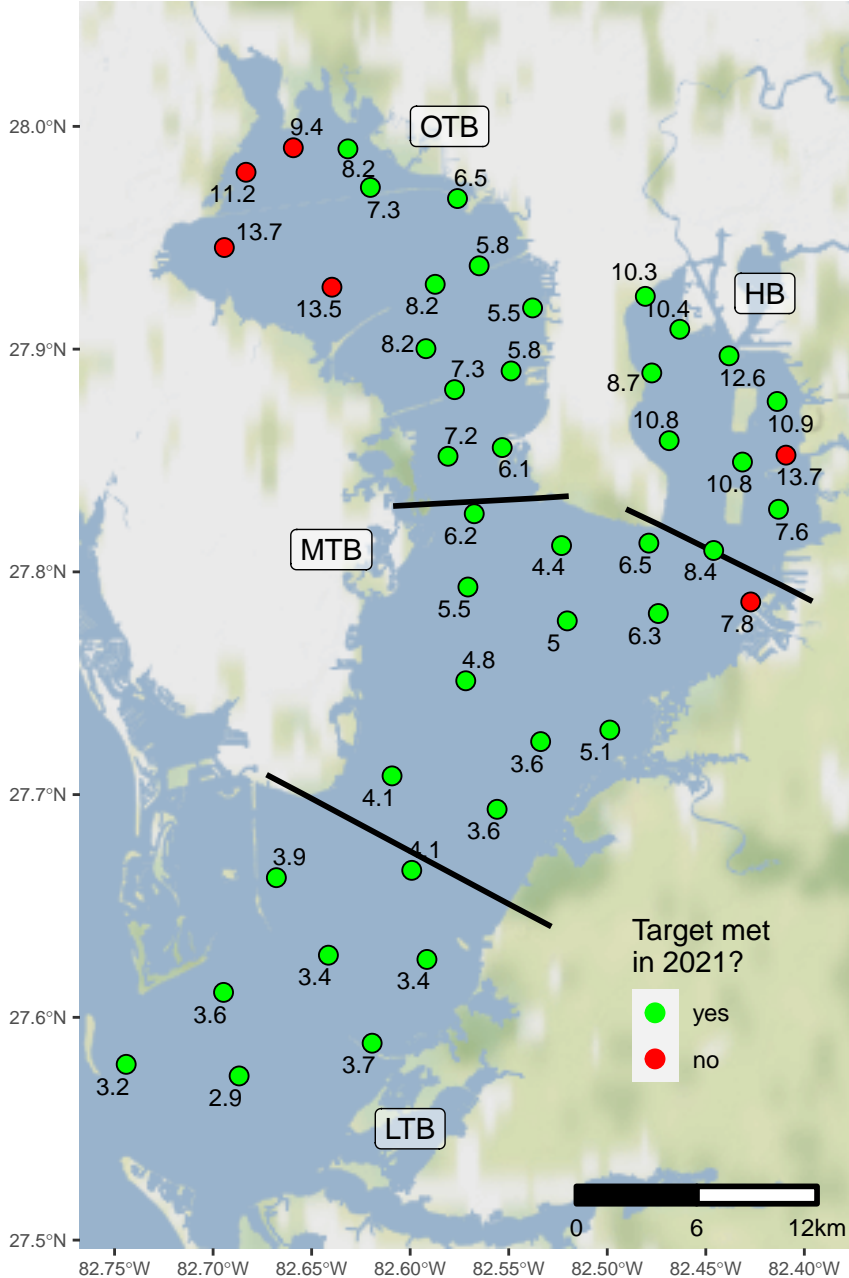 28.0°N
27.9°N
27.8°N
27.7°N
27.6°N
27.5°N
OTB
9.4
8.2
11.2
7.3
6.5
13.7
5.8
8.2
13.5
5.5
8.2
5.8
7.3
7.2
6.1
HB
10.3
10.4
12.6
8.7
10.9
10.8
10.8
13.7
7.6
MTB
6.2
4.4
6.5
8.4
5.5
5
6.3
7.8
4.8
3.6
5.1
4.1
3.6
4.1
3.9
3.4
3.4
3.6
3.7
3.2
2.9
LTB
Target met
in 2021?
yes
no
0 6 12km
82.75°W 82.70°W 82.65°W 82.60°W 82.55°W 82.50°W 82.45°W 82.40°W